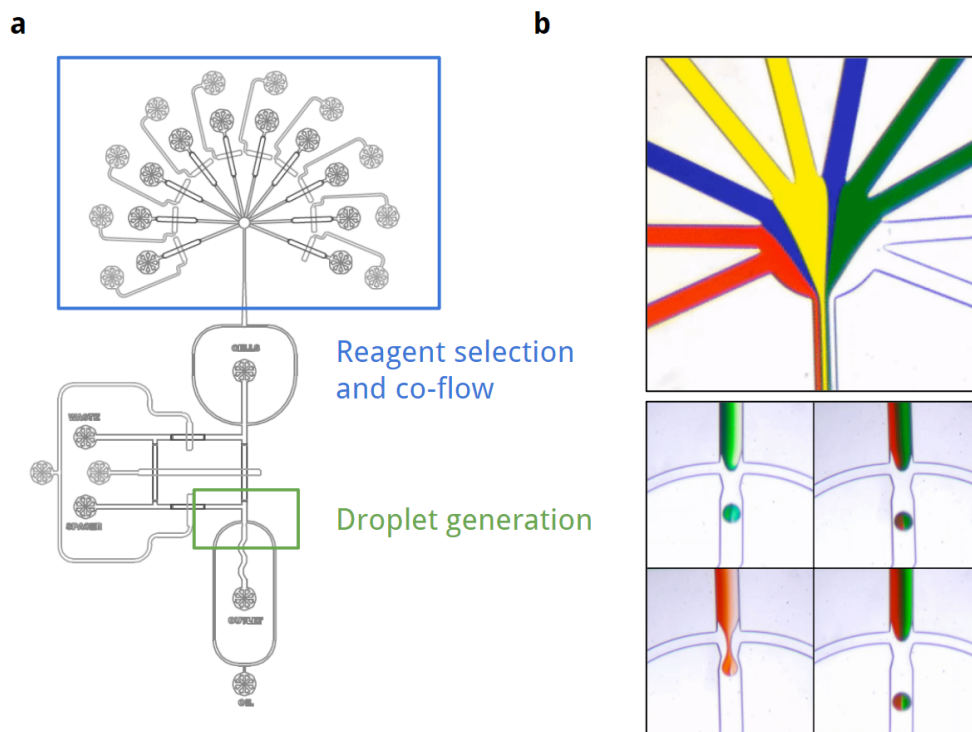 a
b
CELLS
Reagent selection
and co-flow
WASTE
SPACER
Droplet generation
OUTLET
OIL